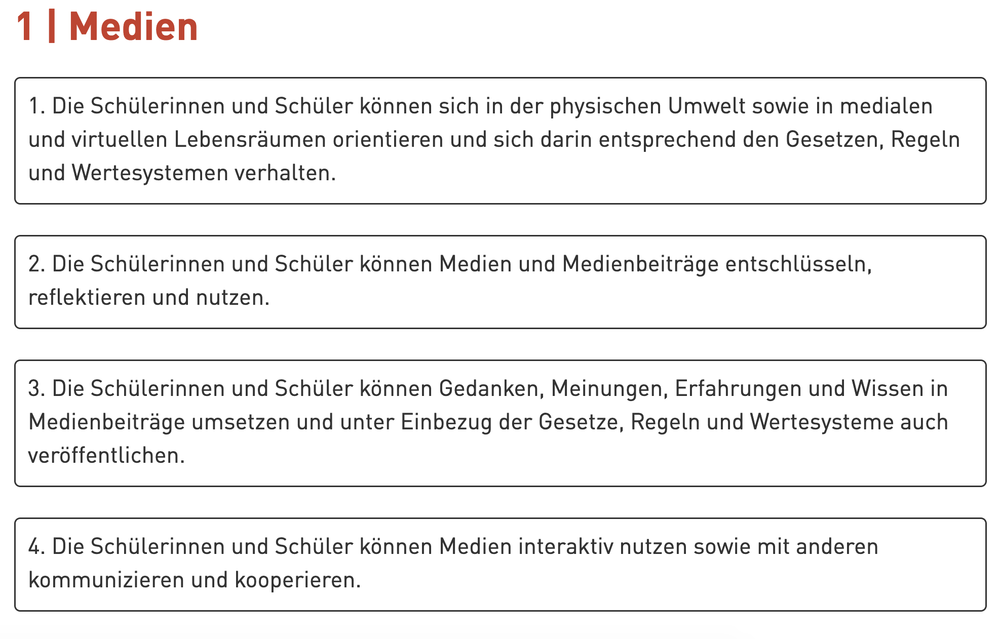 1 | Medien
1. Die Schülerinnen und Schüler können sich in der physischen Umwelt sowie in medialen
und virtuellen Lebensräumen orientieren und sich darin entsprechend den Gesetzen, Regeln
und Wertesystemen verhalten.
2. Die Schülerinnen und Schüler können Medien und Medienbeiträge entschlüsseln,
reflektieren und nutzen.
3. Die Schülerinnen und Schüler können Gedanken, Meinungen, Erfahrungen und Wissen in
Medienbeiträge umsetzen und unter Einbezug der Gesetze, Regeln und Wertesysteme auch
veröffentlichen.
4. Die Schülerinnen und Schüler können Medien interaktiv nutzen sowie mit anderen
kommunizieren und kooperieren.